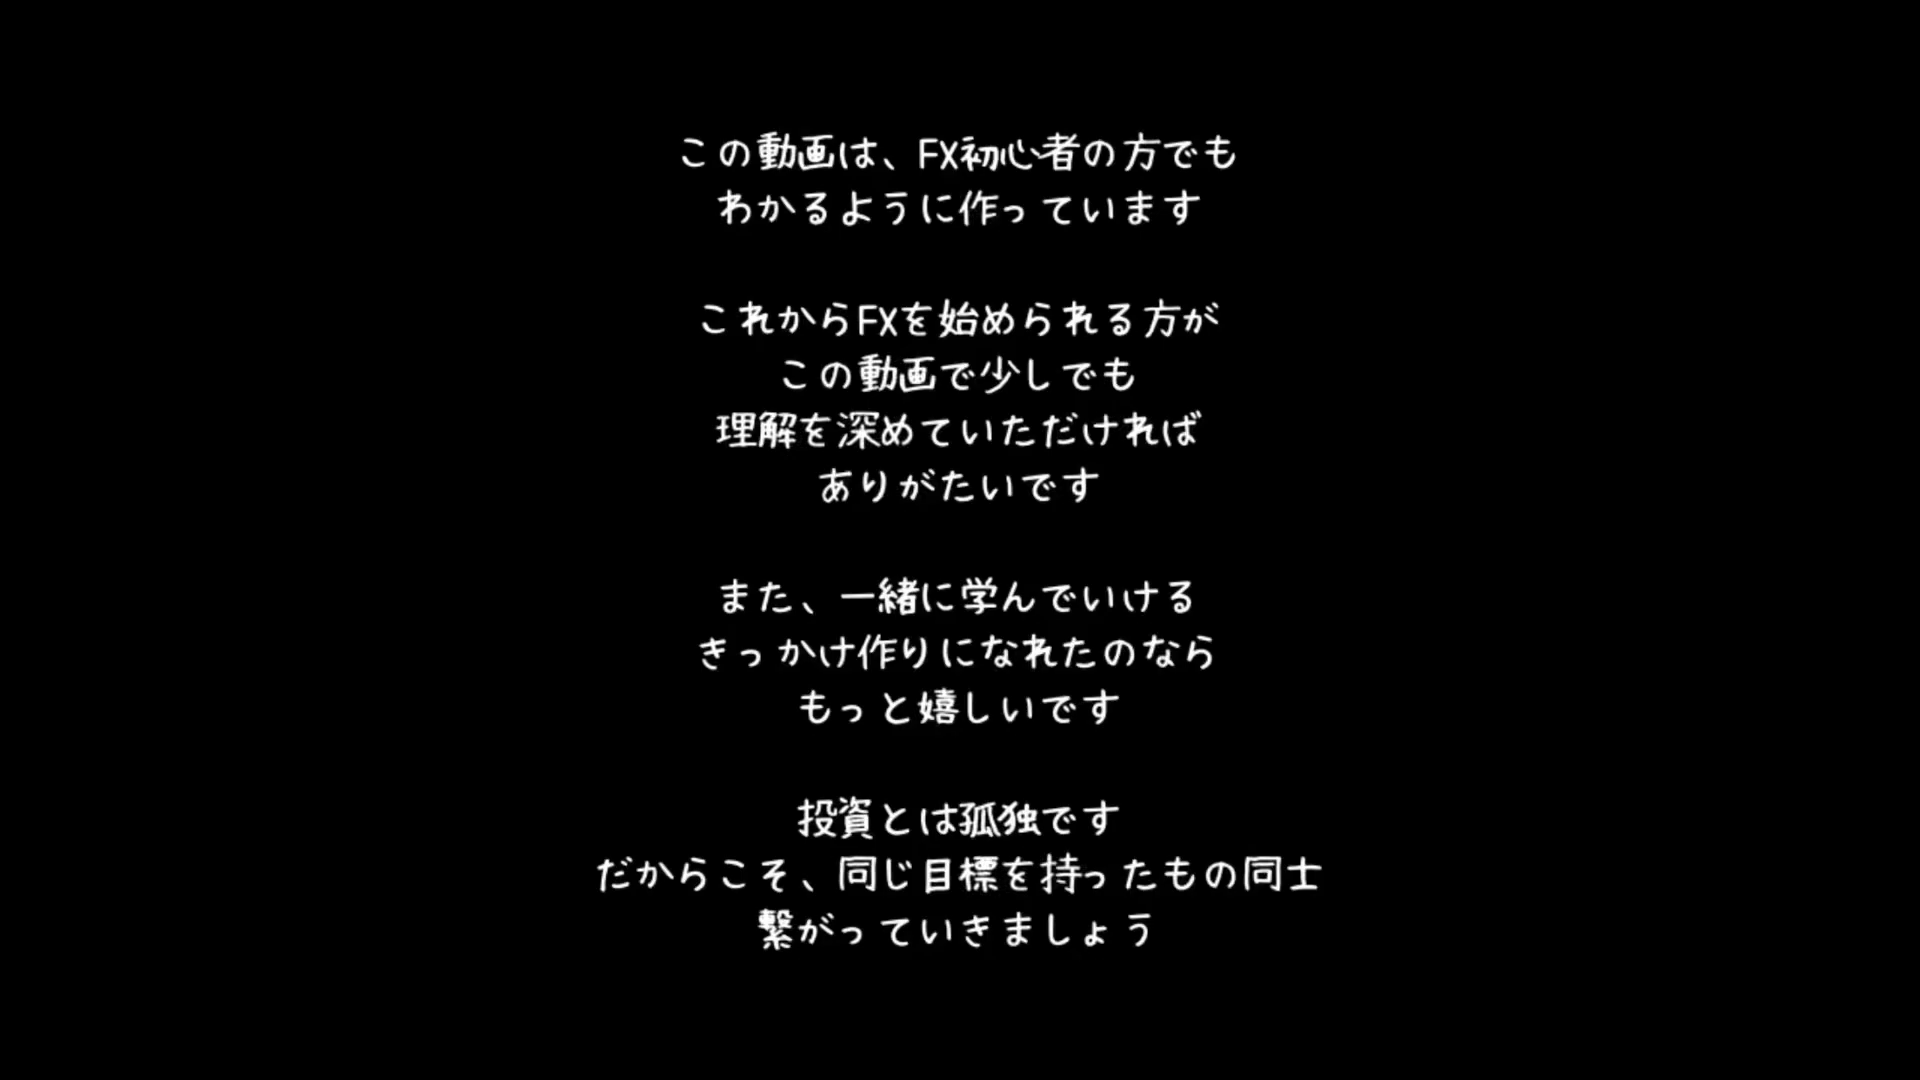 この動画は、FX初心者の方でも
わかるように作っています
これからFXを始められる方が
この動画で少しでも
理解を深めていただければ
ありがたいです
また、一緒に学んでいける
きっかけ作りになれたのなら
もっと嬉しいです
投資とは孤独です
だからこそ、同じ目標を持ったもの同士
繋がっていきましょう